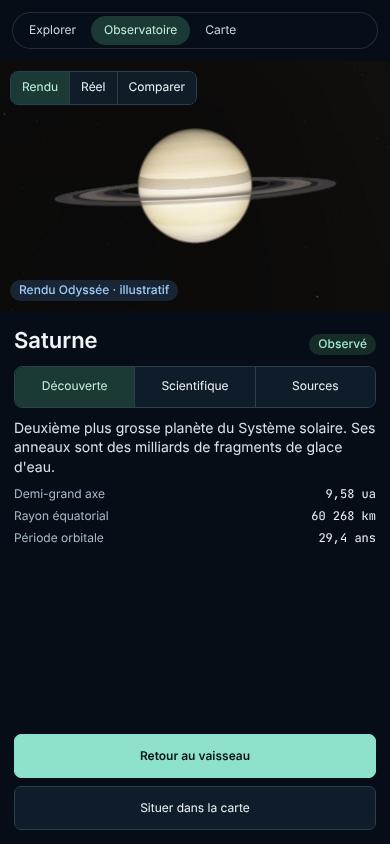 Explorer
Observatoire
Carte
Rendu
Réel
Comparer
Rendu Odyssée · illustratif
Saturne
Observé
Découverte
Scientifique
Sources
Deuxième plus grosse planète du Système solaire. Ses
anneaux sont des milliards de fragments de glace
d'eau.
Demi-grand axe 9,58 ua
Rayon équatorial 60 268 km
Période orbitale 29,4 ans
Retour au vaisseau
Situer dans la carte